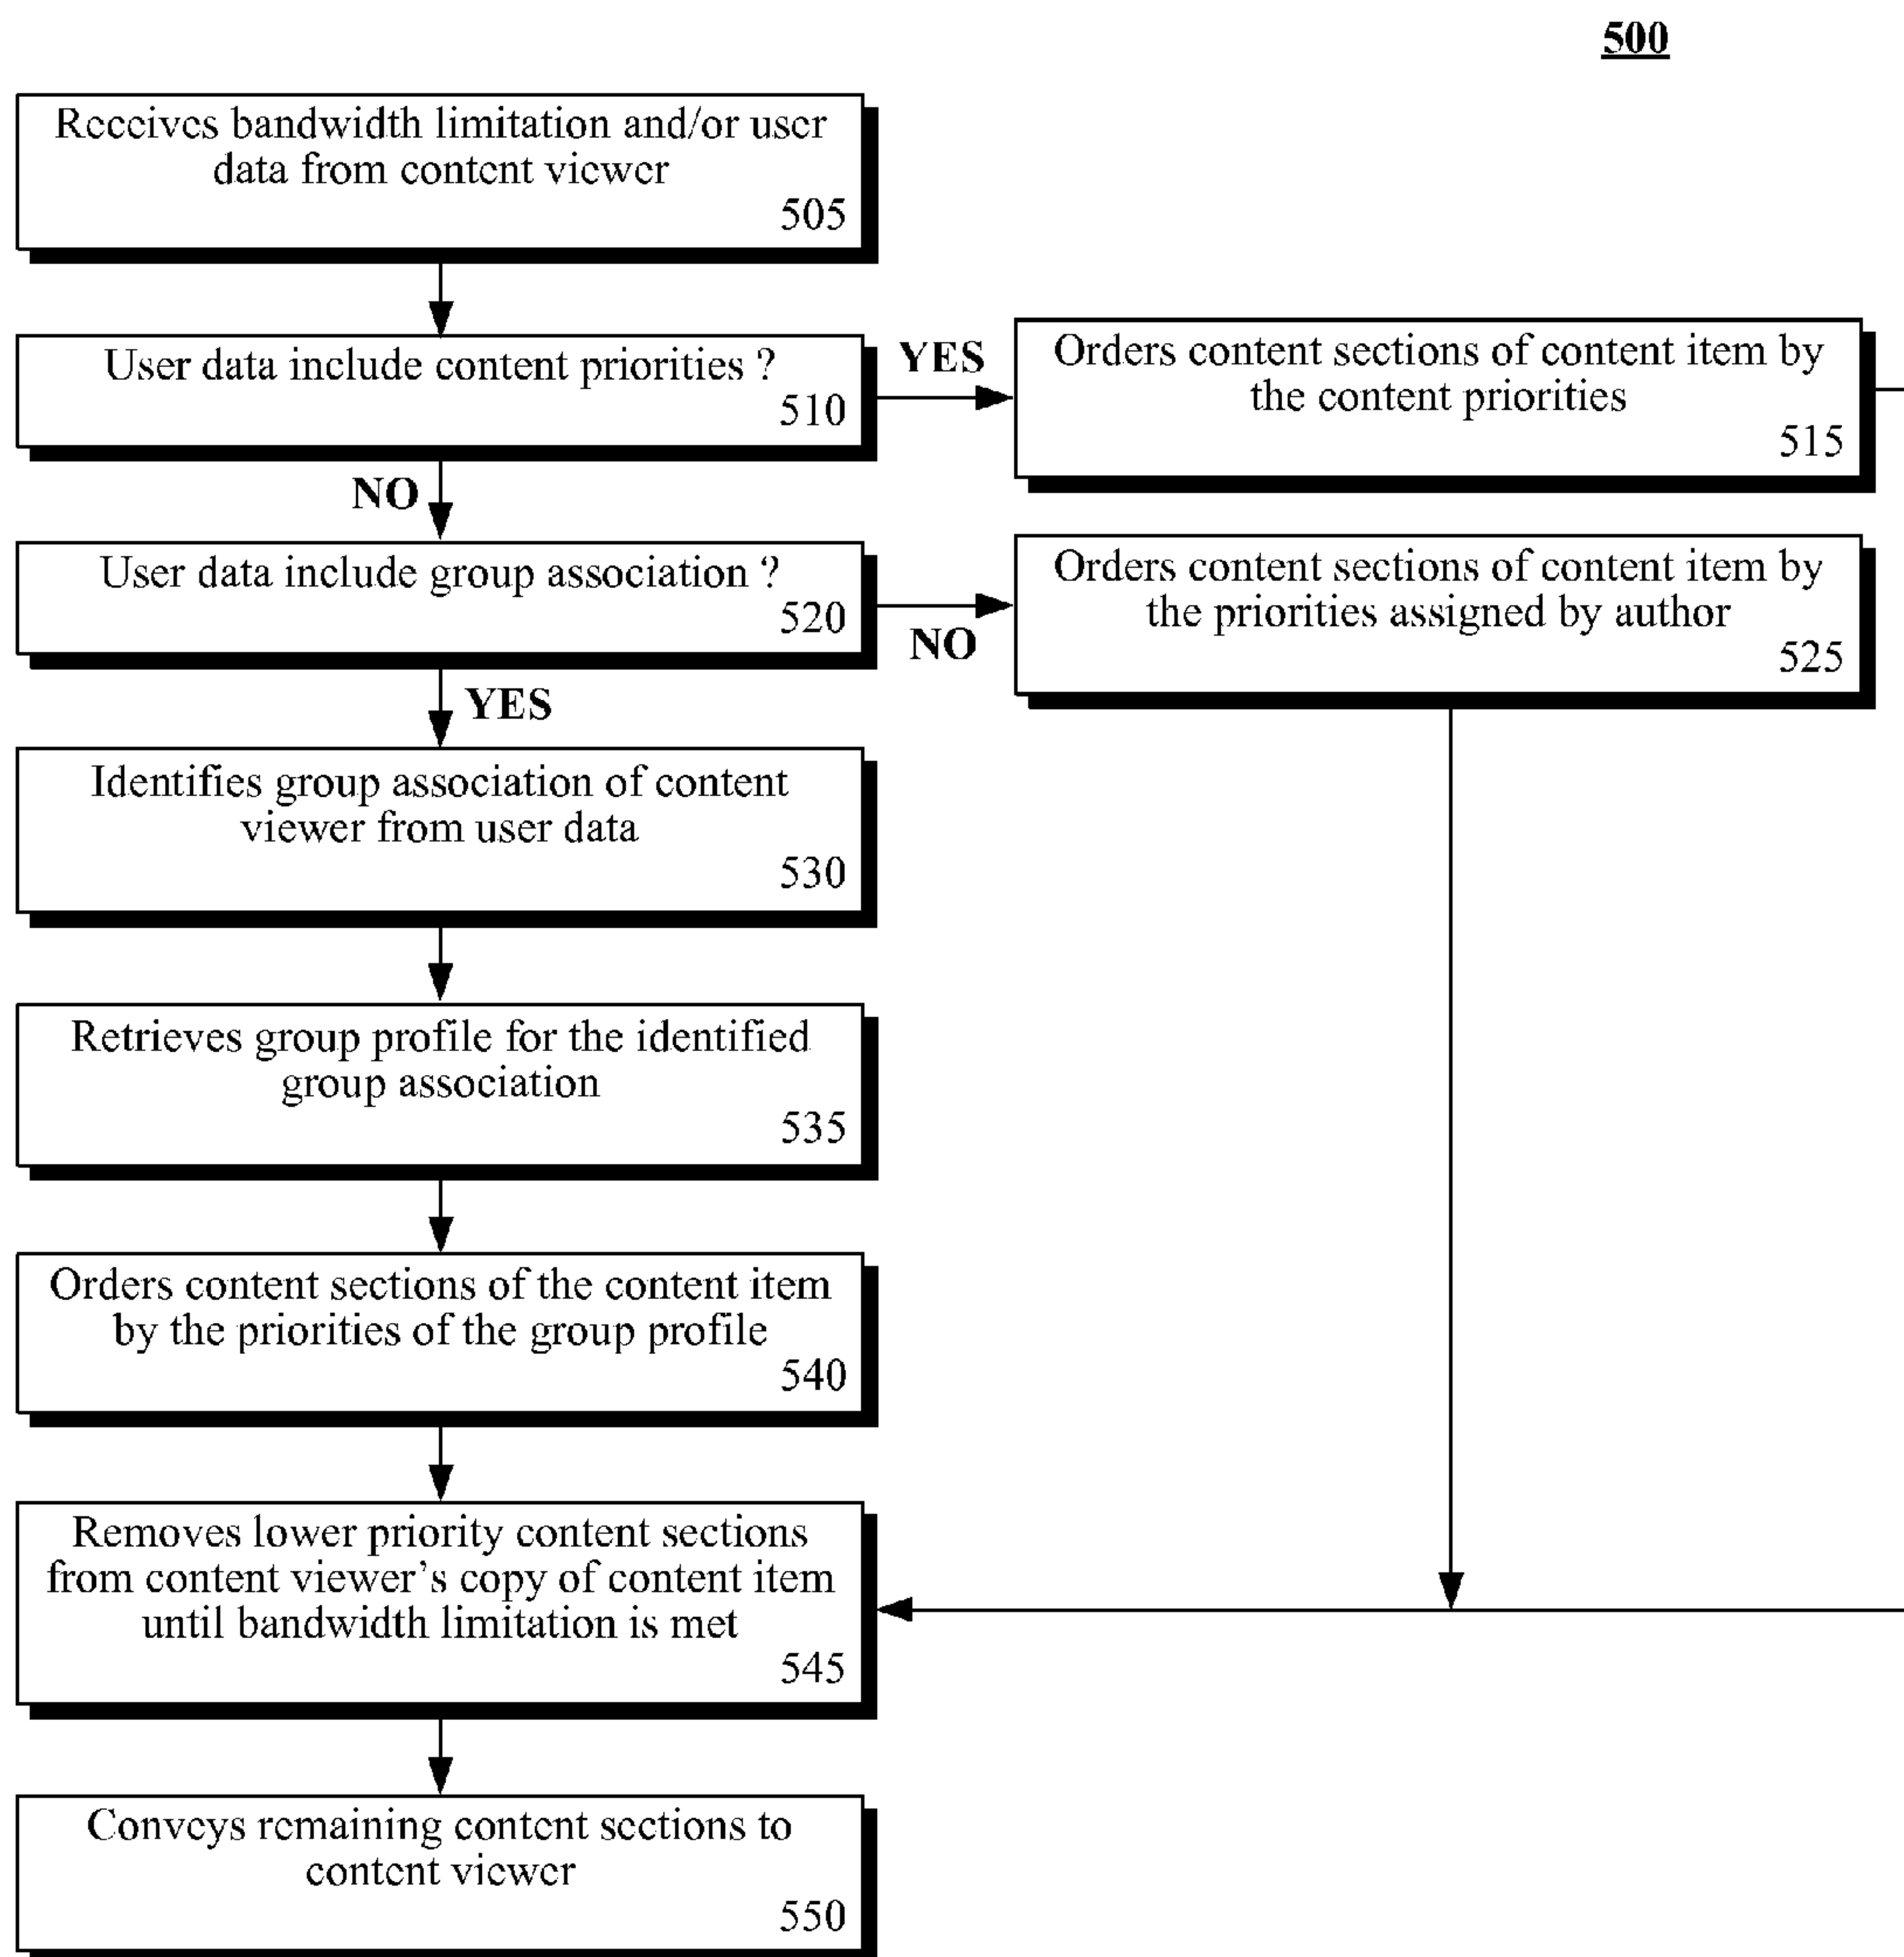 500
Receives bandwidth limitation and/or user
data from content viewer
505
User data include content priorities ?
510
YES
Orders content sections of content item by
the content priorities
515
NO
User data include group association ?
520
NO
Orders content sections of content item by
the priorities assigned by author
525
YES
Identifies group association of content
viewer from user data
530
Retrieves group profile for the identified
group association
535
Orders content sections of the content item
by the priorities of the group profile
540
Removes lower priority content sections
from content viewer's copy of content item
until bandwidth limitation is met
545
Conveys remaining content sections to
content viewer
550